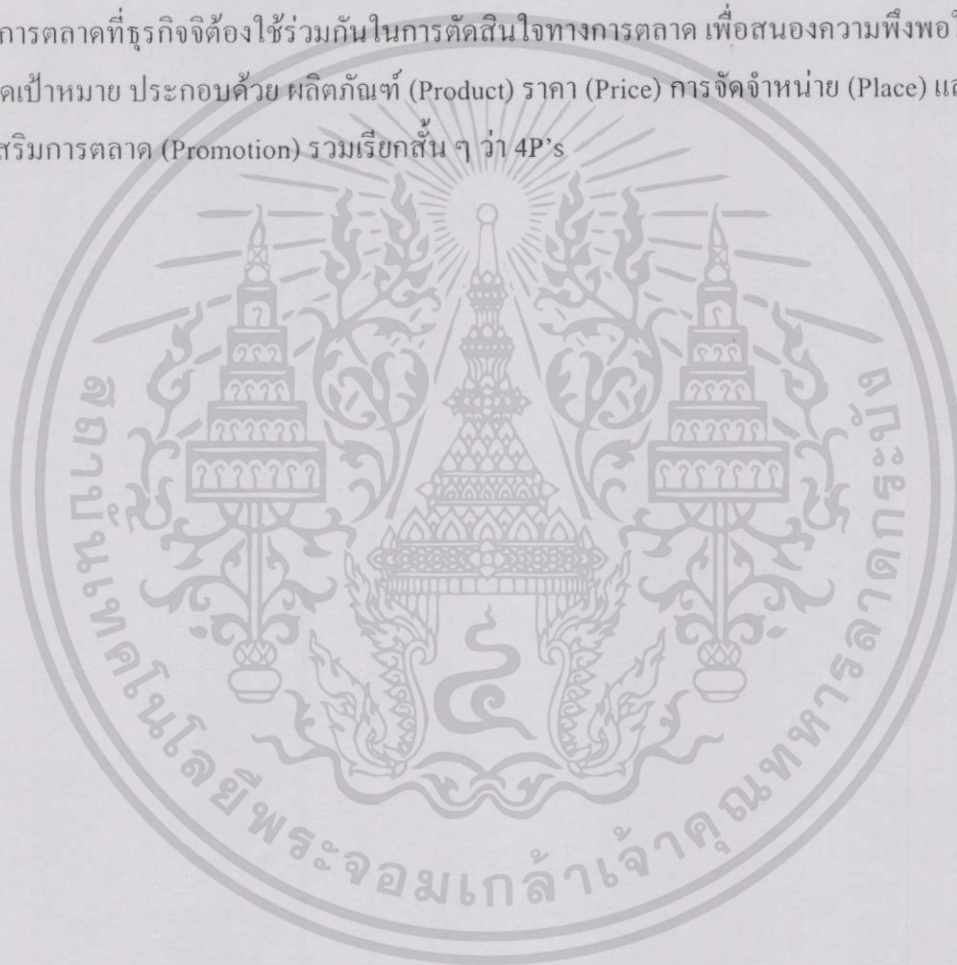 การตลาดที่ธุรกิจจิต้องใช้ร่วมกันในการตัดสินใจทางการตลาด เพื่อสนองความพึงพอใ
ดเป้าหมาย ประกอบด้วย ผลิตภัณฑ์ (Product) ราคา (Price) การจัดจำหน่าย (Place) แล
สริมการตลาด (Promotion) รวมเรียกสั้น ๆ ว่า 4P's
สถาบันเทคโนโลยีพระจอมเกล้าเจ้าคุณทหารลาดกระบัง
๔